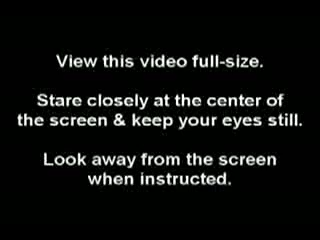 View this video full-size.
Stare closely at the center of
the screen & keep your eyes still.
Look away from the screen
when instructed.